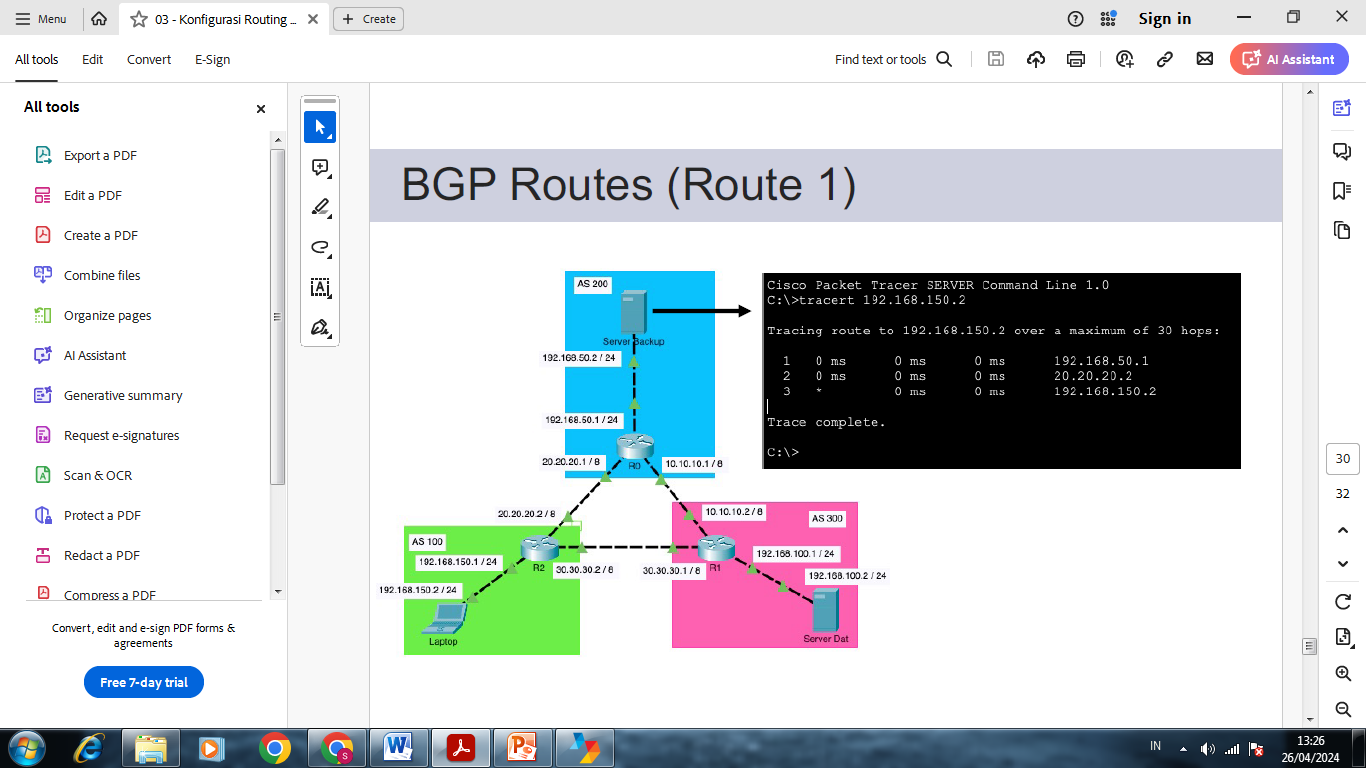 Menu
03 - Konfigurasi Routing ...
Create
Sign in
All tools
Edit
Convert
E-Sign
Find text or tools
AI Assistant
All tools
Export a PDF
Edit a PDF
Create a PDF
Combine files
Organize pages
AI Assistant
Generative summary
Request e-signatures
Scan & OCR
Protect a PDF
Redact a PDF
Compress a PDF
Convert, edit and e-sign PDF forms &
agreements
Free 7-day trial
BGP Routes (Route 1)
AS 200
Server Backup
192.168.50.2 / 24
192.168.50.1 / 24
R0
20.20.20.1 / 8
10.10.10.1 / 8
20.20.20.2 / 8
10.10.10.2 / 8
AS 300
AS 100
192.168.150.1 / 24
R2
30.30.30.2 / 8
30.30.30.1 / 8
R1
192.168.100.1 / 24
192.168.100.2 / 24
192.168.150.2 / 24
Laptop
Server Dat
Cisco Packet Tracer SERVER Command Line 1.0
C:\>tracert 192.168.150.2
Tracing route to 192.168.150.2 over a maximum of 30 hops:
1 0 ms 0 ms 0 ms 192.168.50.1
2 0 ms 0 ms 0 ms 20.20.20.2
3 * 0 ms 0 ms 192.168.150.2
Trace complete.
C:\>
30
32
IN
13:26
26/04/2024